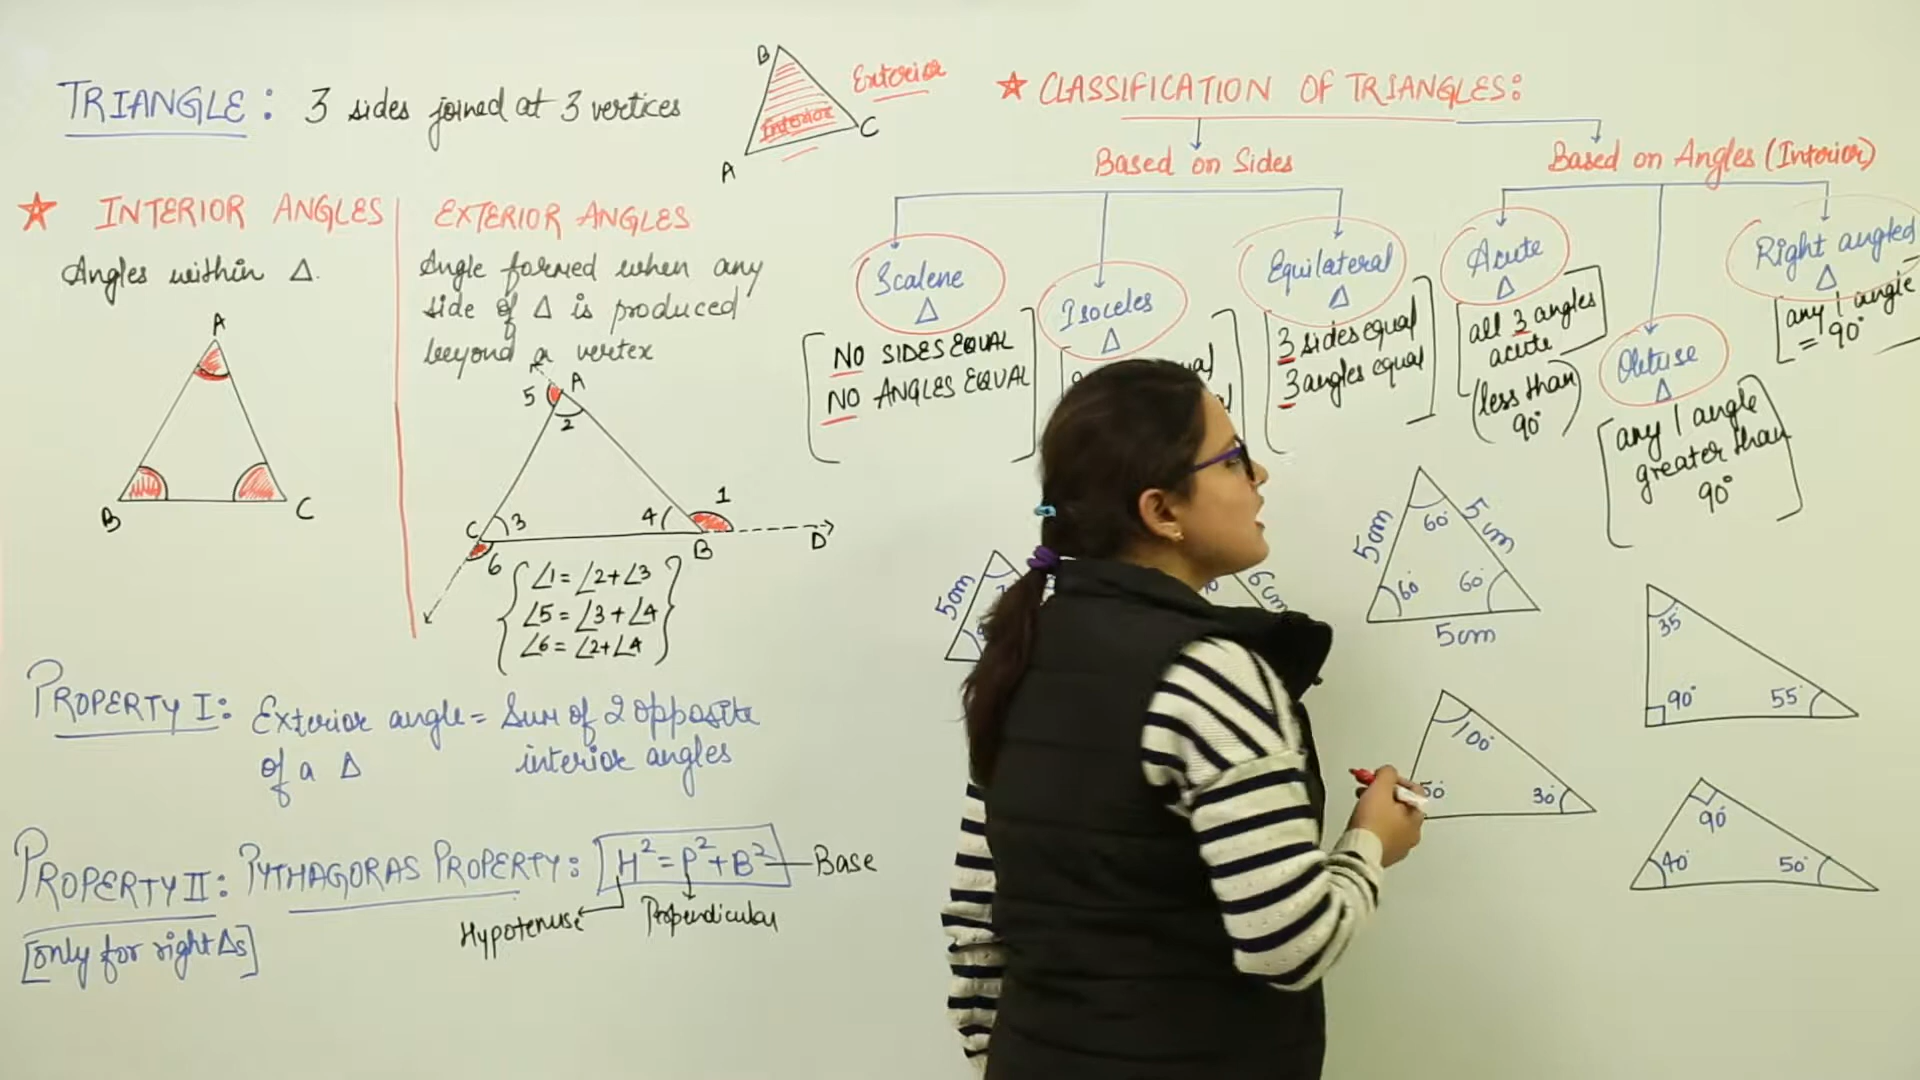 TRIANGLE: 3 sides joined at 3 vertices
B
Exterior
Interior
C
A
★ INTERIOR ANGLES
Angles within Δ.
A
B
C
EXTERIOR ANGLES
Angle formed when any
side of Δ is produced
beyond a vertex
5
A
2
1
C
3
4
B
D
6
∠1 = ∠2+∠3
∠5 = ∠3+∠4
∠6 = ∠2+∠4
PROPERTY I: Exterior angle = Sum of 2 opposite
of a Δ interior angles
PROPERTY II: PYTHAGORAS PROPERTY: H²=P²+B² Base
Hypotenuse
[only for right Δs]
★ CLASSIFICATION OF TRIANGLES:
Based on Sides
Scalene
Δ
NO SIDES EQUAL
NO ANGLES EQUAL
Isoceles
Δ
Equilateral
Δ
3 sides equal
3 angles equal
Based on Angles (Interior)
Acute
Δ
all 3 angles
acute
(less than
90°)
Obtuse
Δ
any 1 angle
greater than
90°
Right angled
Δ
any 1 angle
= 90°
5cm
6cm
5cm
5cm
60°
60°
60°
5cm
35°
90°
55°
100°
50°
30°
90°
40°
50°